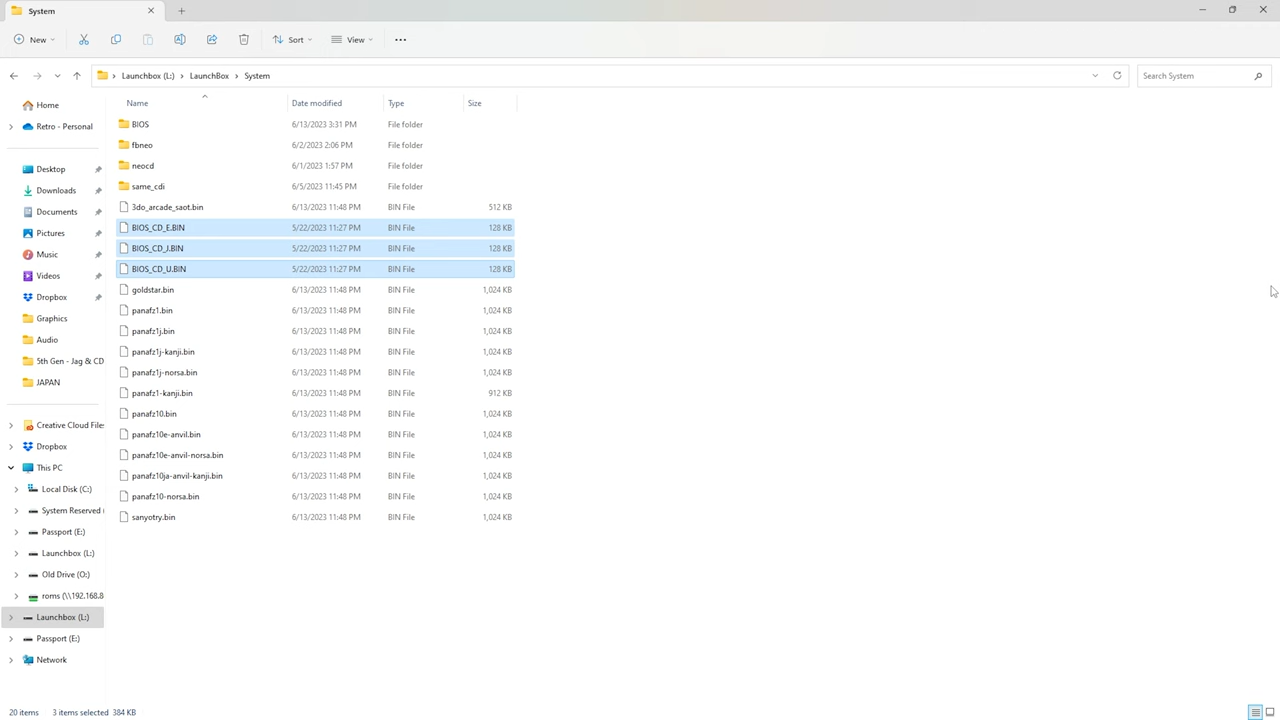 System
New
Sort
View
Launchbox (L:) › LaunchBox › System
Search System
Home
Retro - Personal
Desktop
Downloads
Documents
Pictures
Music
Videos
Dropbox
Graphics
Audio
5th Gen - Jag & CD
JAPAN
Creative Cloud File
Dropbox
This PC
Local Disk (C:)
System Reserved
Passport (E:)
Launchbox (L:)
Old Drive (O:)
roms (\\192.168.8
Launchbox (L:)
Passport (E:)
Network
Name Date modified Type Size
BIOS 6/13/2023 3:31 PM File folder
fbneo 6/2/2023 2:06 PM File folder
neocd 6/1/2023 1:57 PM File folder
same_cdi 6/5/2023 11:45 PM File folder
3do_arcade_saot.bin 6/13/2023 11:48 PM BIN File 512 KB
BIOS_CD_E.BIN 5/22/2023 11:27 PM BIN File 128 KB
BIOS_CD_J.BIN 5/22/2023 11:27 PM BIN File 128 KB
BIOS_CD_U.BIN 5/22/2023 11:27 PM BIN File 128 KB
goldstar.bin 6/13/2023 11:48 PM BIN File 1,024 KB
panafz1.bin 6/13/2023 11:48 PM BIN File 1,024 KB
panafz1j.bin 6/13/2023 11:48 PM BIN File 1,024 KB
panafz1j-kanji.bin 6/13/2023 11:48 PM BIN File 1,024 KB
panafz1j-norsa.bin 6/13/2023 11:48 PM BIN File 1,024 KB
panafz1-kanji.bin 6/13/2023 11:48 PM BIN File 912 KB
panafz10.bin 6/13/2023 11:48 PM BIN File 1,024 KB
panafz10e-anvil.bin 6/13/2023 11:48 PM BIN File 1,024 KB
panafz10e-anvil-norsa.bin 6/13/2023 11:48 PM BIN File 1,024 KB
panafz10ja-anvil-kanji.bin 6/13/2023 11:48 PM BIN File 1,024 KB
panafz10-norsa.bin 6/13/2023 11:48 PM BIN File 1,024 KB
sanyotry.bin 6/13/2023 11:48 PM BIN File 1,024 KB
20 items 3 items selected 384 KB